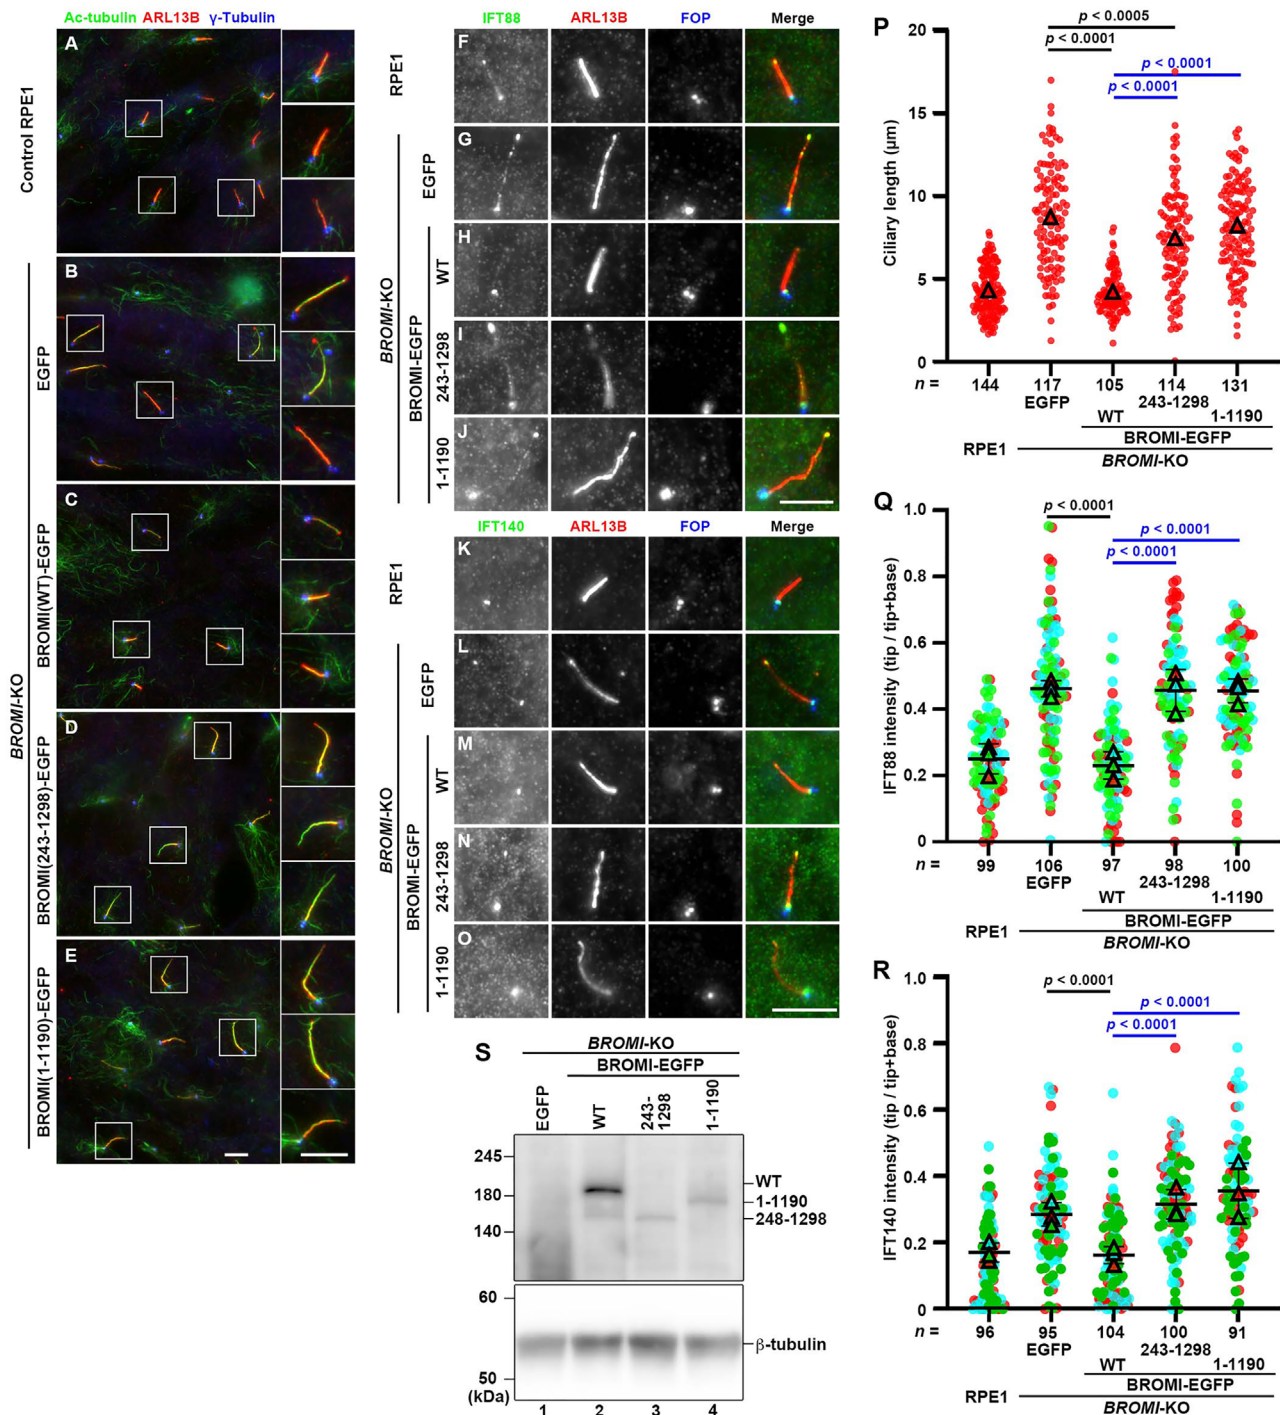 Ac-tubulin ARL13B γ-Tubulin
Control RPE1
A
BROMI-KO
EGFP
B
BROMI(WT)-EGFP
C
BROMI(243-1298)-EGFP
D
BROMI(1-1190)-EGFP
E
IFT88 ARL13B FOP Merge
RPE1
F
BROMI-KO
EGFP
G
BROMI-EGFP
WT
H
243-1298
I
1-1190
J
IFT140 ARL13B FOP Merge
RPE1
K
BROMI-KO
EGFP
L
BROMI-EGFP
WT
M
243-1298
N
1-1190
O
S
BROMI-KO
BROMI-EGFP
EGFP
WT
243-
1298
1-1190
245
180
140
WT
1-1190
248-1298
60
50
(kDa)
β-tubulin
1 2 3 4
P
p < 0.0005
p < 0.0001
p < 0.0001
p < 0.0001
Ciliary length (μm)
20
15
10
5
0
n = 144 117 105 114 131
EGFP 243-1298
WT 1-1190
BROMI-EGFP
RPE1 BROMI-KO
Q
p < 0.0001
p < 0.0001
p < 0.0001
IFT88 intensity (tip / tip+base)
1.0
0.8
0.6
0.4
0.2
0
n = 99 106 97 98 100
EGFP 243-1298
WT 1-1190
BROMI-EGFP
RPE1 BROMI-KO
R
p < 0.0001
p < 0.0001
p < 0.0001
IFT140 intensity (tip / tip+base)
1.0
0.8
0.6
0.4
0.2
0
n = 96 95 104 100 91
EGFP 243-1298
WT 1-1190
BROMI-EGFP
RPE1 BROMI-KO